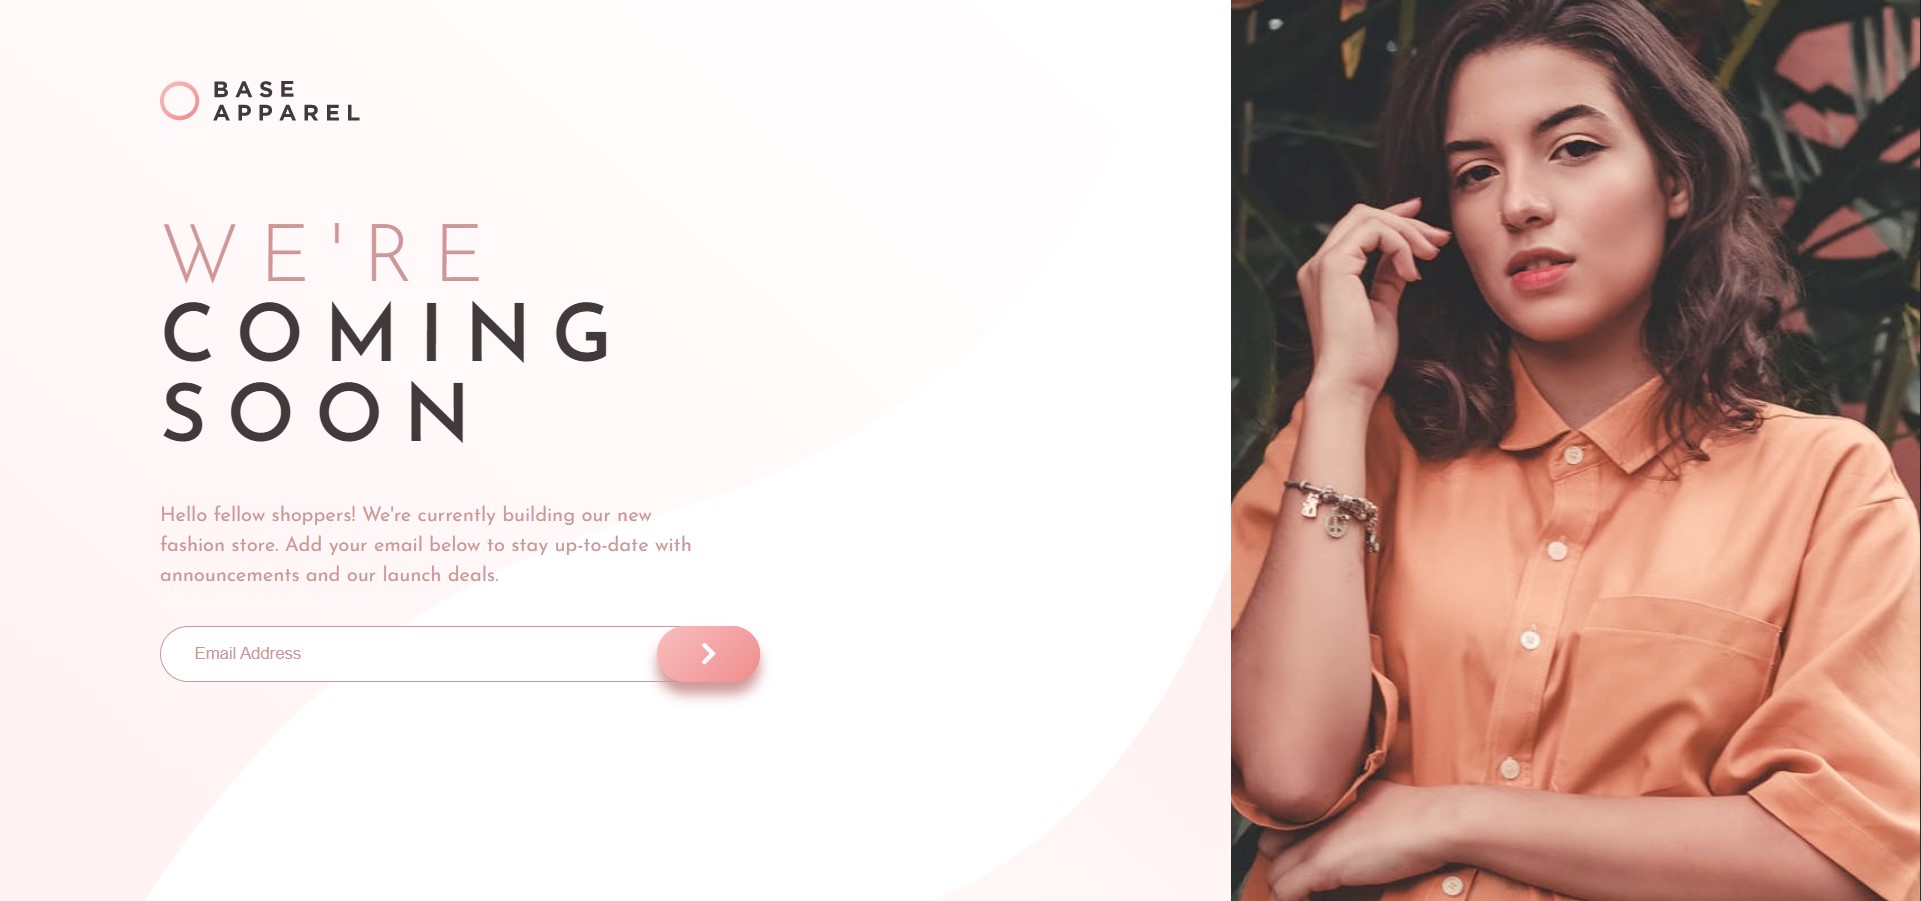 BASE
APPAREL
WE'RE
COMING
SOON
Hello fellow shoppers! We're currently building our new
fashion store. Add your email below to stay up-to-date with
announcements and our launch deals.
Email Address